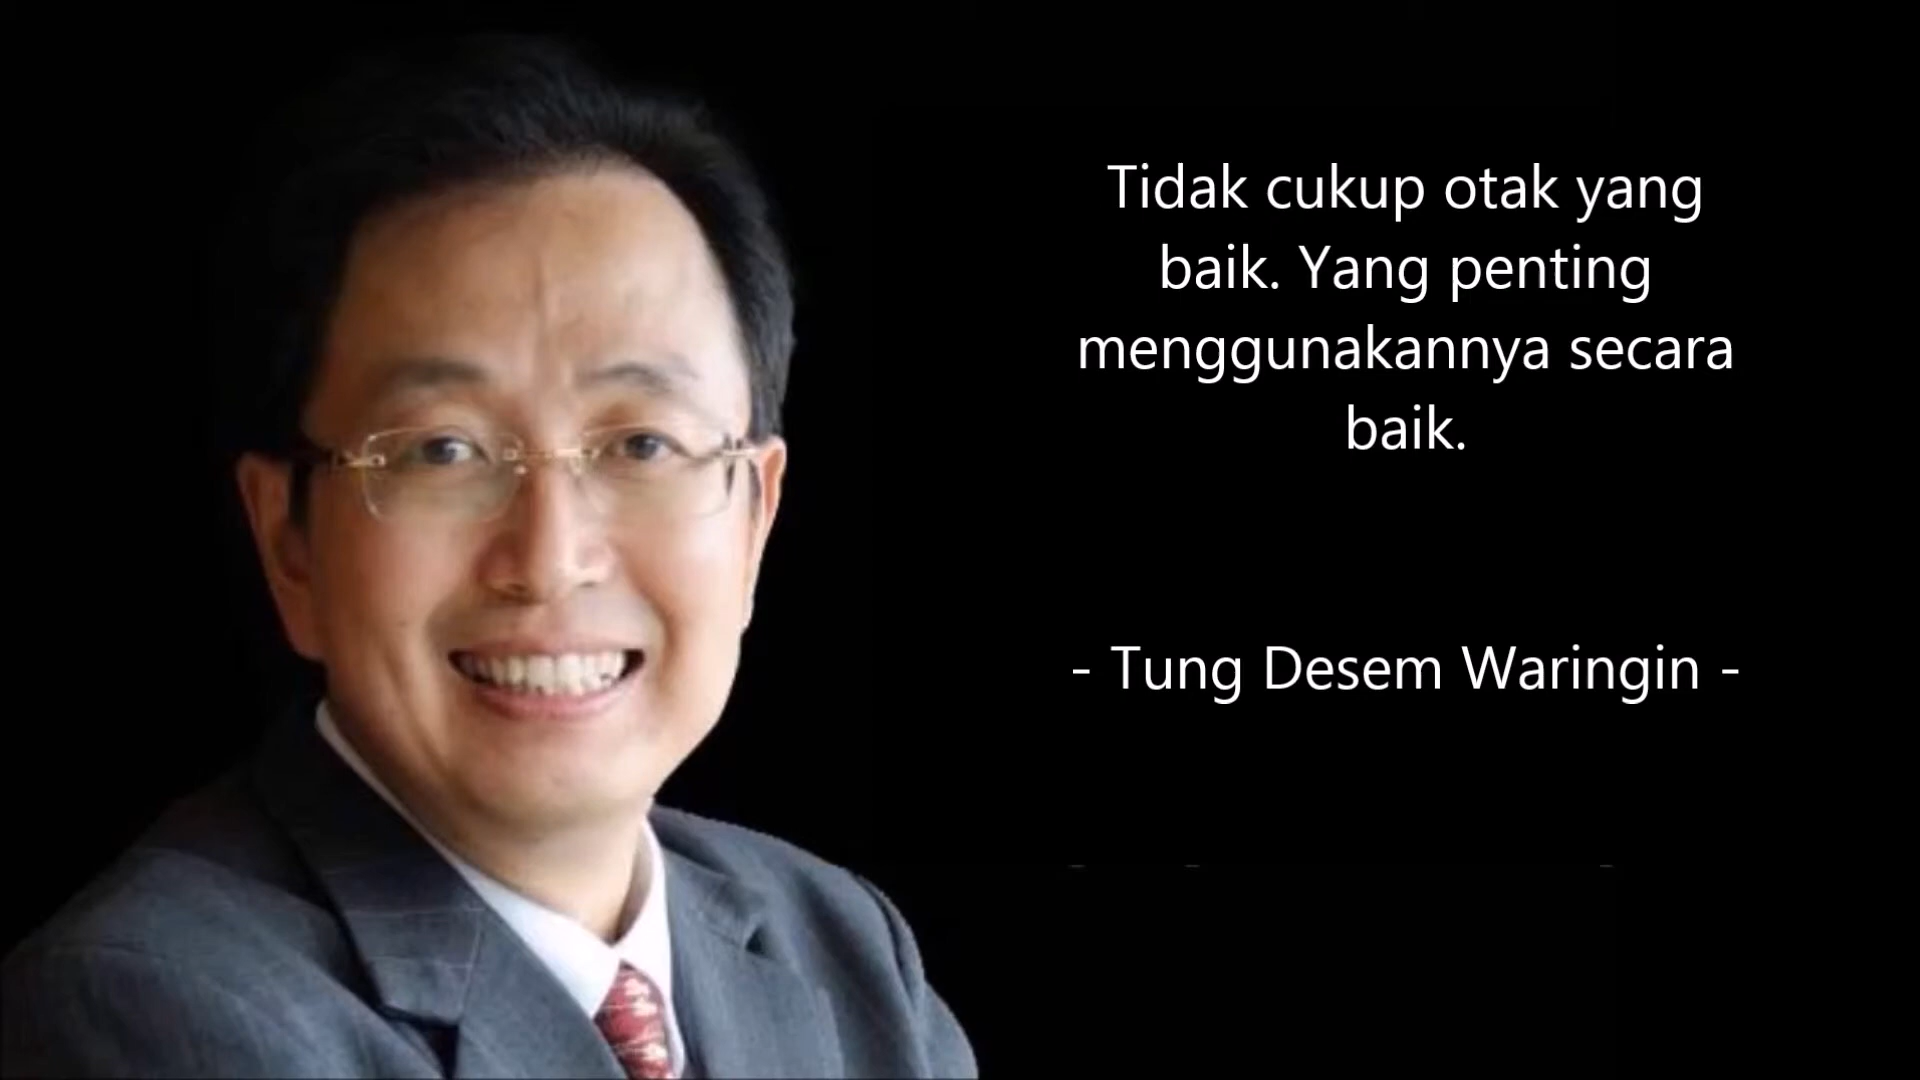 Tidak cukup otak yang
baik. Yang penting
menggunakannya secara
baik.
- Tung Desem Waringin -